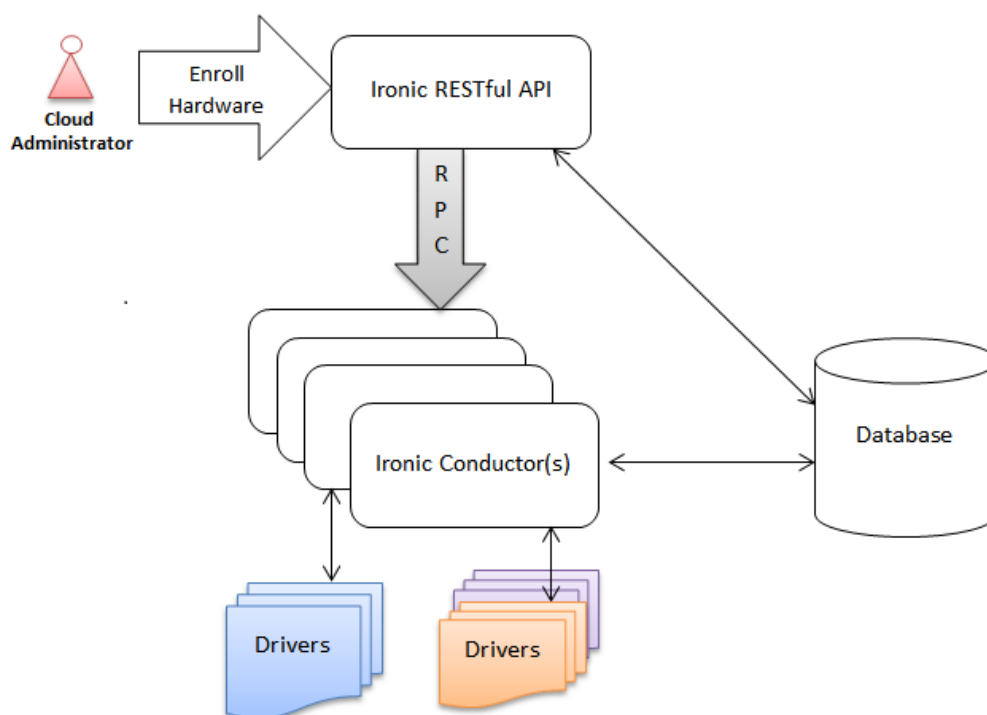 Enroll
Hardware
Cloud
Administrator
Ironic RESTful API
R
P
C
Ironic Conductor(s)
Database
Drivers
Drivers